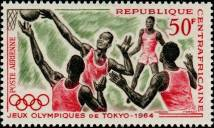 50F
REPUBLIQUE
CENTRAFRICAINE
POSTE AERIENNE
JEUX OLYMPIQUES DE TOKYO-1964